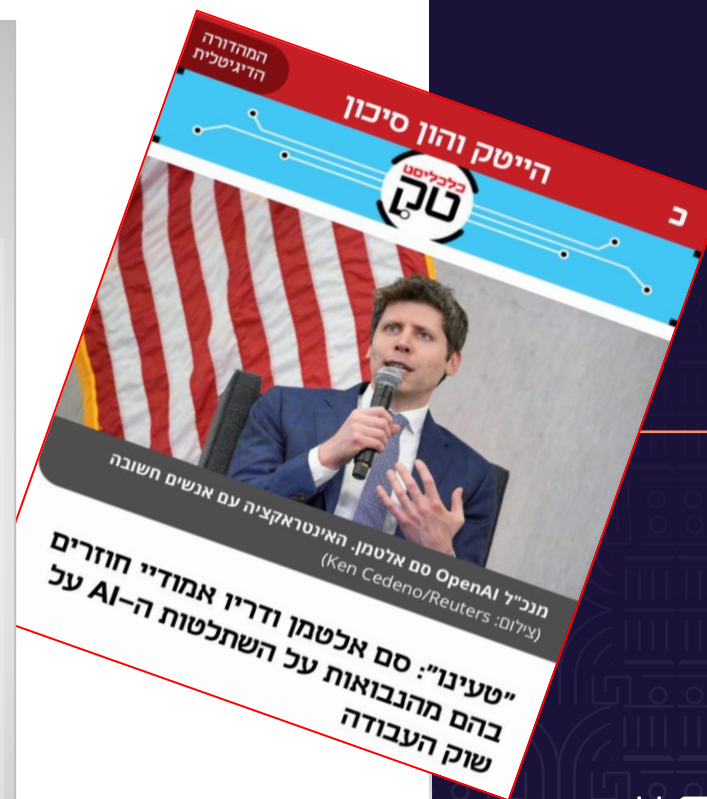 המהדורה
הדיגיטלית
הייטק והון סיכון
כ
כלכליסט
טק
מנכ"ל OpenAI סם אלטמן. האינטראקציה עם אנשים חשובה
(צילום: Ken Cedeno/Reuters)
"טעינו": סם אלטמן ודריו אמודיי חוזרים
בהם מהנבואות על השתלטות ה-AI על
שוק העבודה